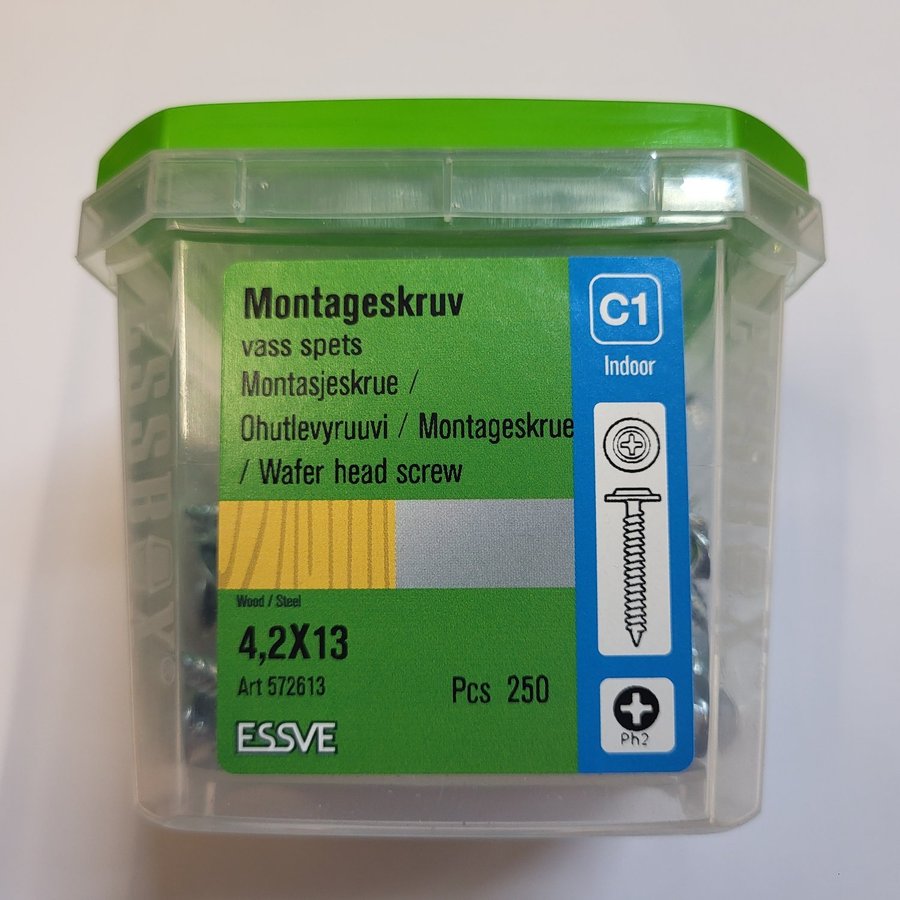 Montageskruv
vass spets
Montasjeskrue /
Ohutlevyruuvi / Montageskrue
/ Wafer head screw
Wood / Steel
4,2X13
Art 572613
Pcs 250
ESSVE
C1
Indoor
Ph2